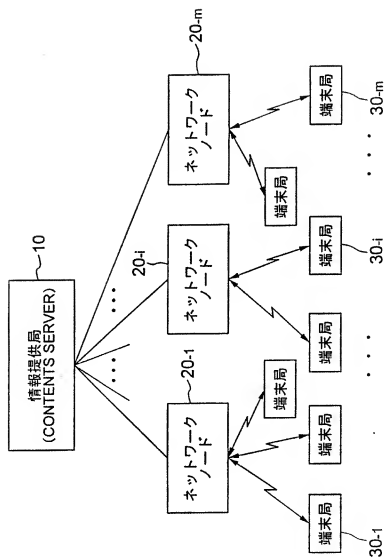 10
情報提供局
(CONTENTS SERVER)
20-1
ネットワーク
ノード
20-i
ネットワーク
ノード
20-m
ネットワーク
ノード
端末局
端末局
端末局
端末局
端末局
端末局
端末局
30-1
30-i
30-m